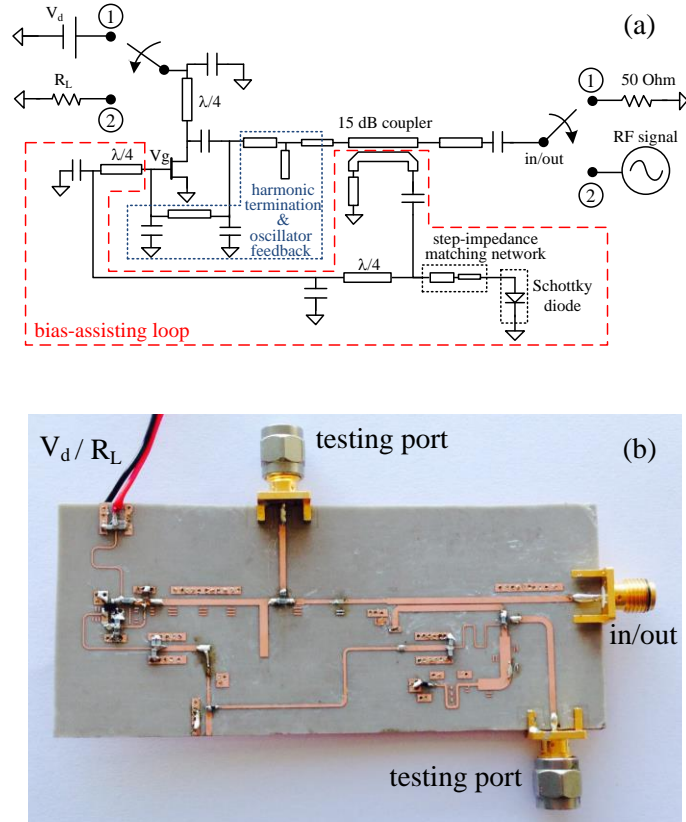 V_d
①
(a)
R_L
②
λ/4
λ/4
Vg
15 dB coupler
①
50 Ohm
in/out
RF signal
②
harmonic
termination
&
oscillator
feedback
λ/4
step-impedance
matching network
Schottky
diode
bias-assisting loop
V_d / R_L
testing port
(b)
in/out
testing port